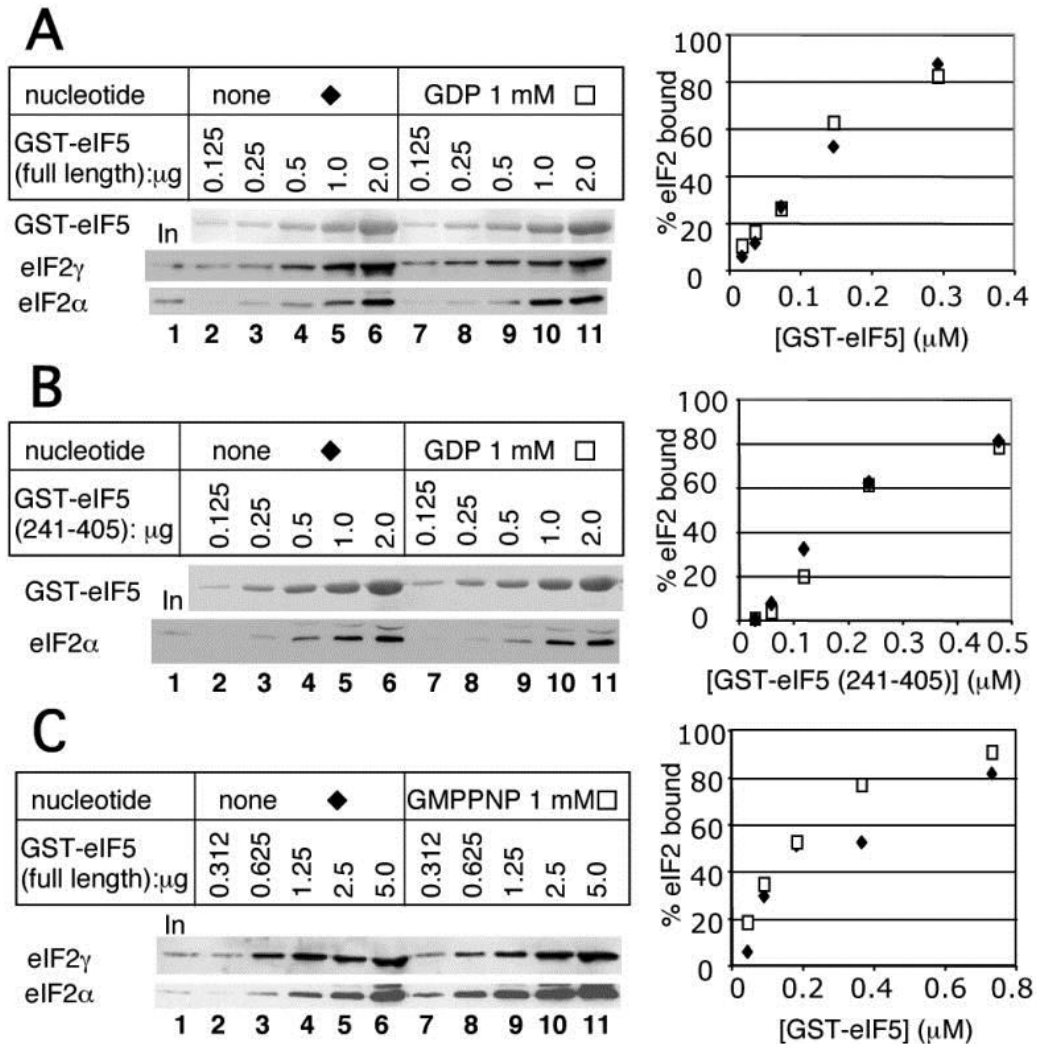 A
nucleotide none ◆ GDP 1 mM □
GST-eIF5
(full length):μg
0.125 0.25 0.5 1.0 2.0 0.125 0.25 0.5 1.0 2.0
GST-eIF5
In
eIF2γ
eIF2α
1 2 3 4 5 6 7 8 9 10 11
% eIF2 bound
100
80
60
40
20
0
0 0.1 0.2 0.3 0.4
[GST-eIF5] (μM)
B
nucleotide none ◆ GDP 1 mM □
GST-eIF5
(241-405): μg
0.125 0.25 0.5 1.0 2.0 0.125 0.25 0.5 1.0 2.0
GST-eIF5
In
eIF2α
1 2 3 4 5 6 7 8 9 10 11
% eIF2 bound
100
80
60
40
20
0
0 0.1 0.2 0.3 0.4 0.5
[GST-eIF5 (241-405)] (μM)
C
nucleotide none ◆ GMPPNP 1 mM □
GST-eIF5
(full length):μg
0.312 0.625 1.25 2.5 5.0 0.312 0.625 1.25 2.5 5.0
In
eIF2γ
eIF2α
1 2 3 4 5 6 7 8 9 10 11
% eIF2 bound
100
80
60
40
20
0
0 0.2 0.4 0.6 0.8
[GST-eIF5] (μM)